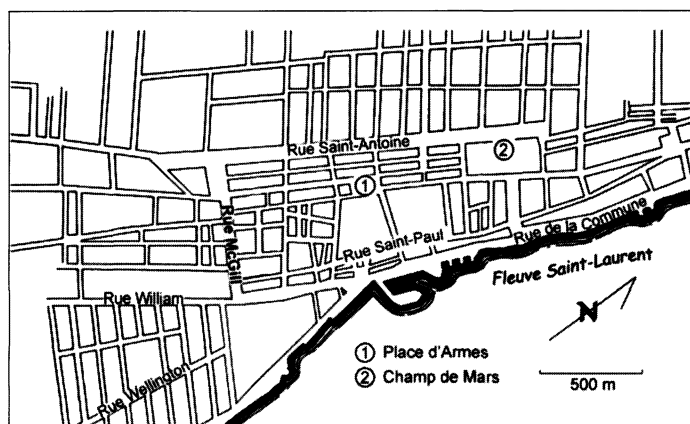 Rue Saint-Antoine
2
1
Rue McGill
Rue Saint-Paul
Rue de la Commune
Fleuve Saint-Laurent
Rue William
N
1 Place d'Armes
2 Champ de Mars
Rue Wellington
500 m